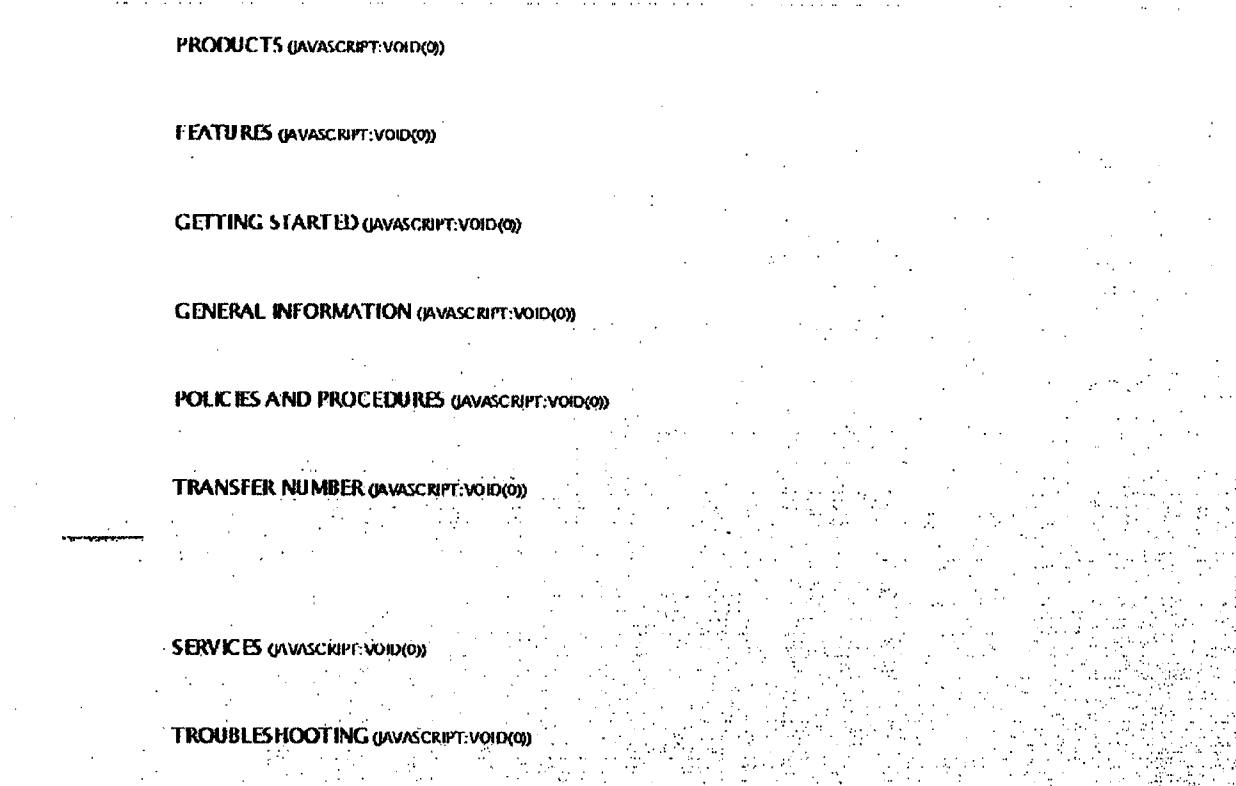 PRODUCTS (JAVASCRIPT:VOID(0))
FEATURES (JAVASCRIPT:VOID(0))
GETTING STARTED (JAVASCRIPT:VOID(0))
GENERAL INFORMATION (JAVASCRIPT:VOID(0))
POLICIES AND PROCEDURES (JAVASCRIPT:VOID(0))
TRANSFER NUMBER (JAVASCRIPT:VOID(0))
SERVICES (JAVASCRIPT:VOID(0))
TROUBLESHOOTING (JAVASCRIPT:VOID(0))